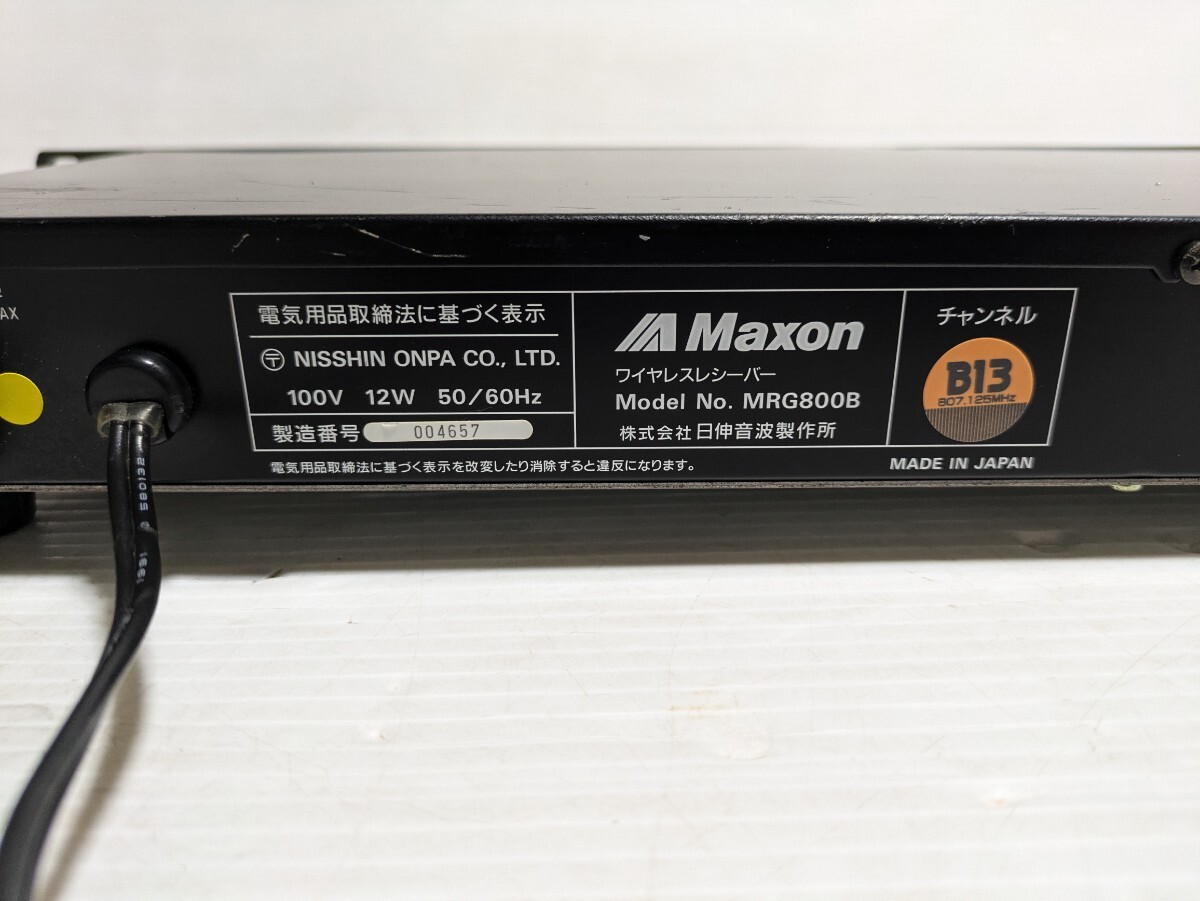 AX
電気用品取締法に基づく表示
〒 NISSHIN ONPA CO., LTD.
100V 12W 50/60Hz
製造番号 004657
Maxon
ワイヤレスレシーバー
Model No. MRG800B
株式会社日伸音波製作所
チャンネル
B13
807.125MHz
電気用品取締法に基づく表示を改変したり消除すると違反になります。
MADE IN JAPAN
1991